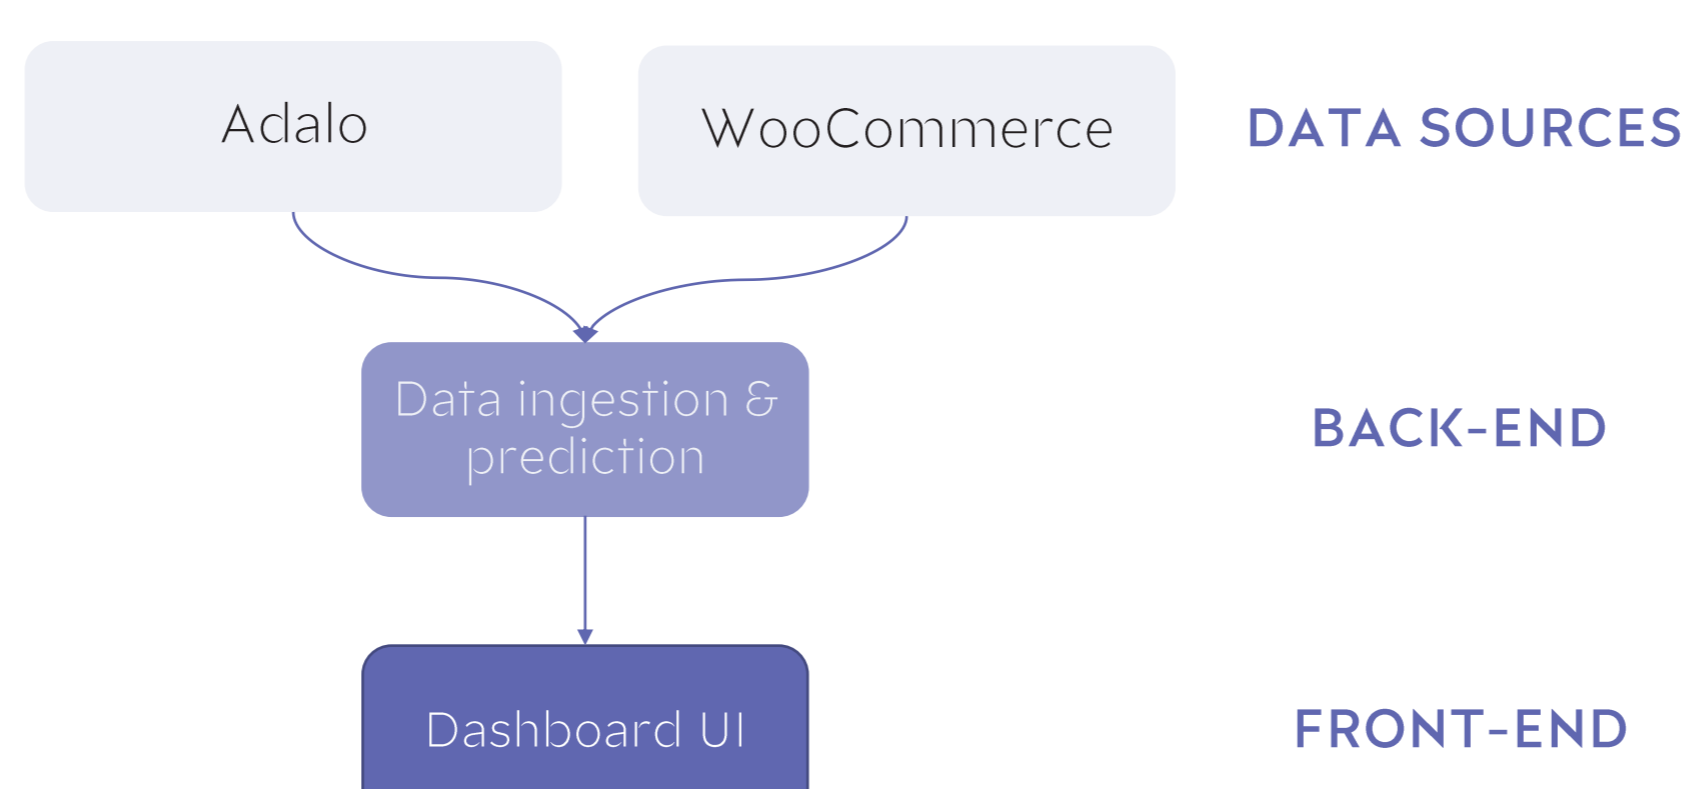 Adalo
WooCommerce
DATA SOURCES
Data ingestion &
prediction
BACK-END
Dashboard UI
FRONT-END